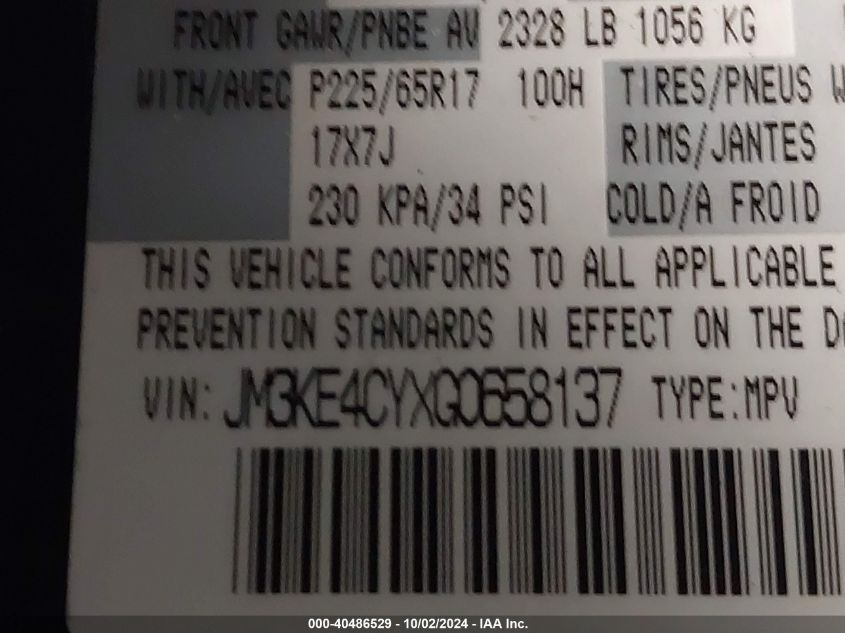 FRONT GAWR/PNBE AV 2328 LB 1056 KG
WITH/AVEC P225/65R17 100H TIRES/PNEUS W
17X7J RIMS/JANTES
230 KPA/34 PSI COLD/A FROID
THIS VEHICLE CONFORMS TO ALL APPLICABLE
PREVENTION STANDARDS IN EFFECT ON THE DA
VIN: JM3KE4CYXG0658137 TYPE:MPV
000-40486529 - 10/02/2024 - IAA Inc.